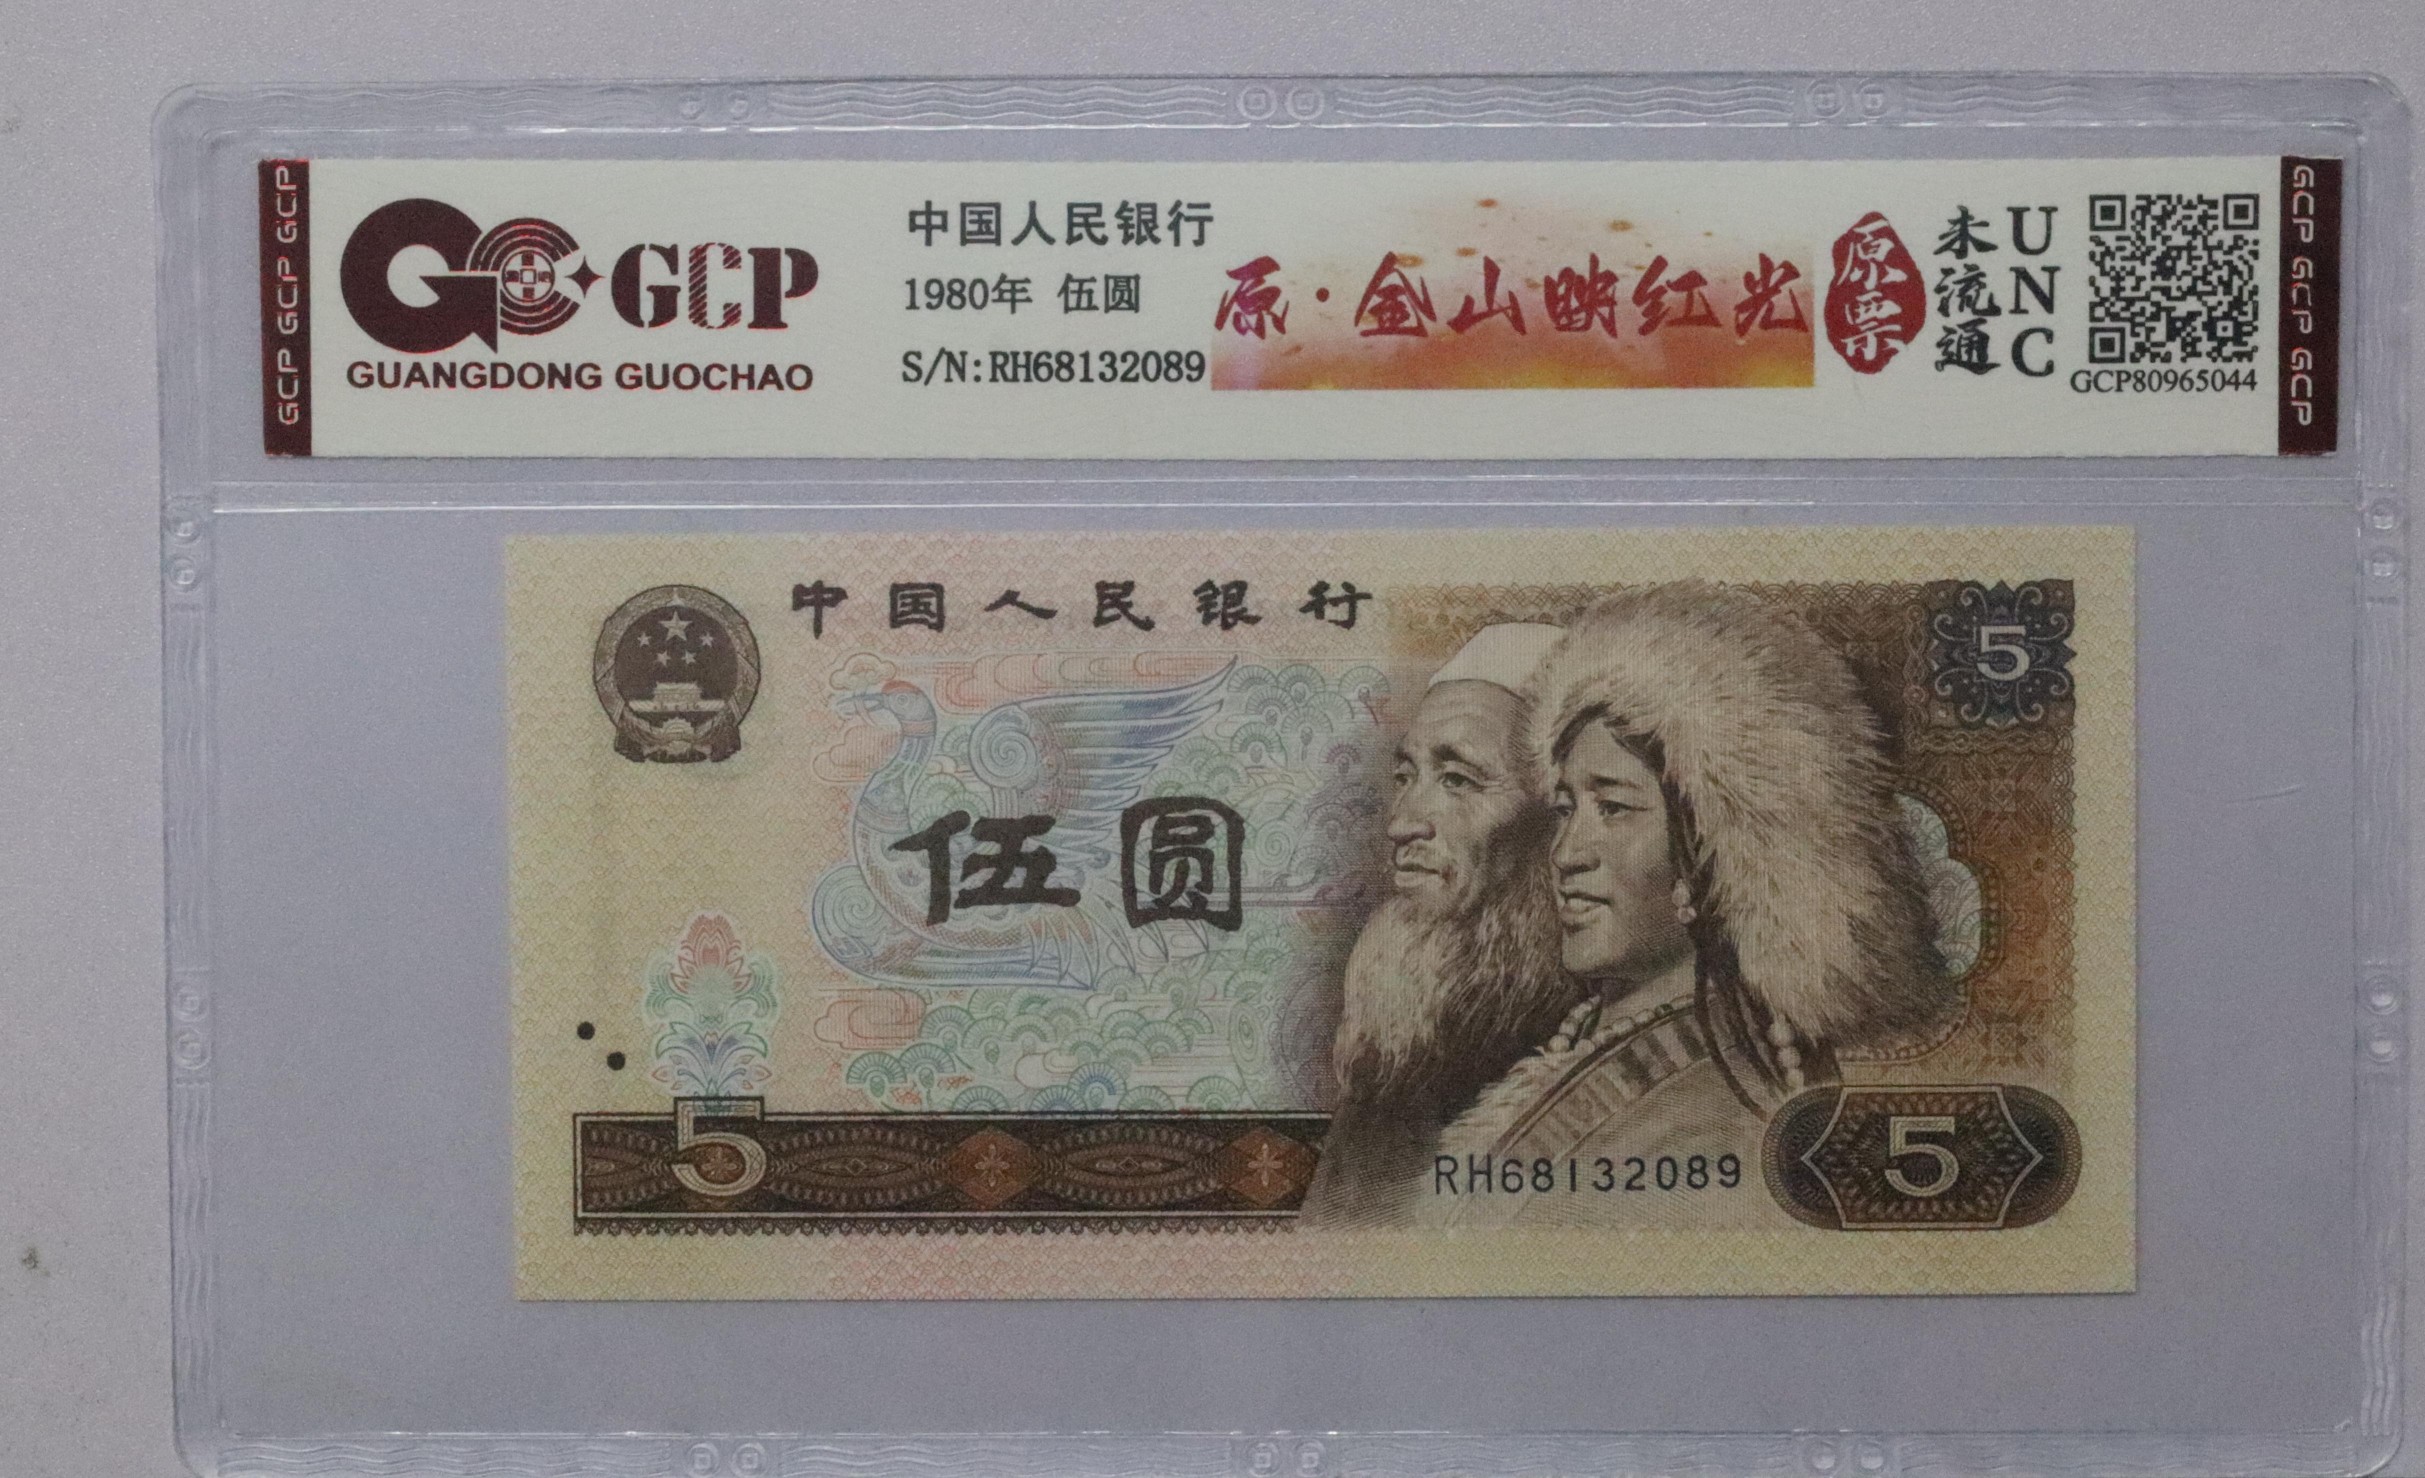 GCP GCP GCP
GCP
GUANGDONG GUOCHAO
中国人民银行
1980年 伍圆
S/N:RH68132089
原·金山映红光
原票
未流通
UNC
GCP80965044
GCP GCP GCP
中国人民银行
5
伍圆
5
RH68132089
5